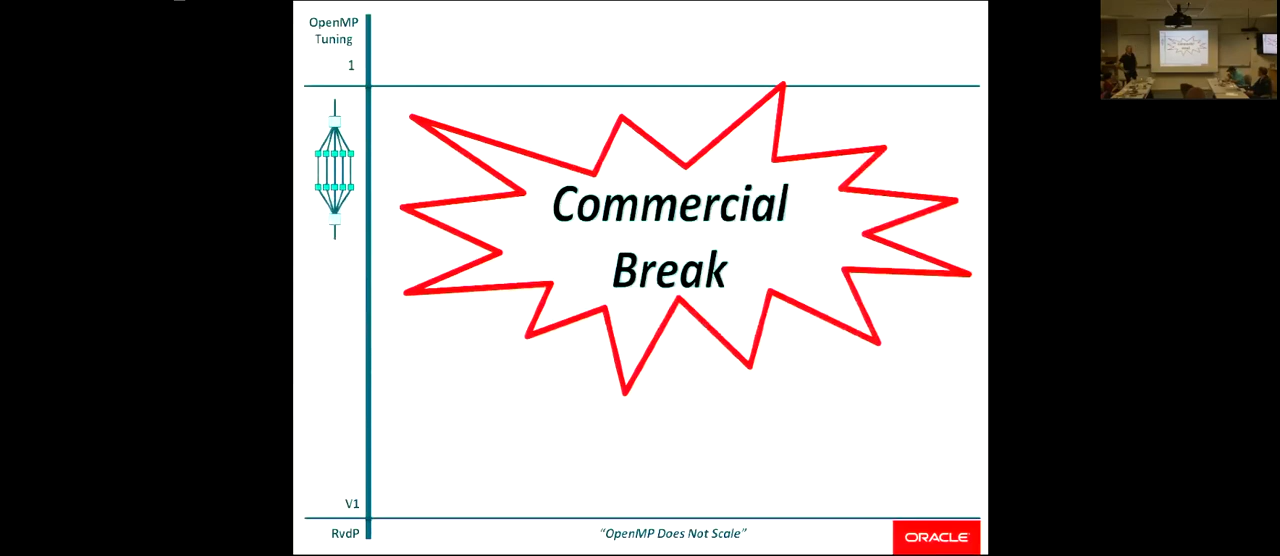 OpenMP
Tuning
1
Commercial
Break
V1
RvdP
"OpenMP Does Not Scale"
ORACLE